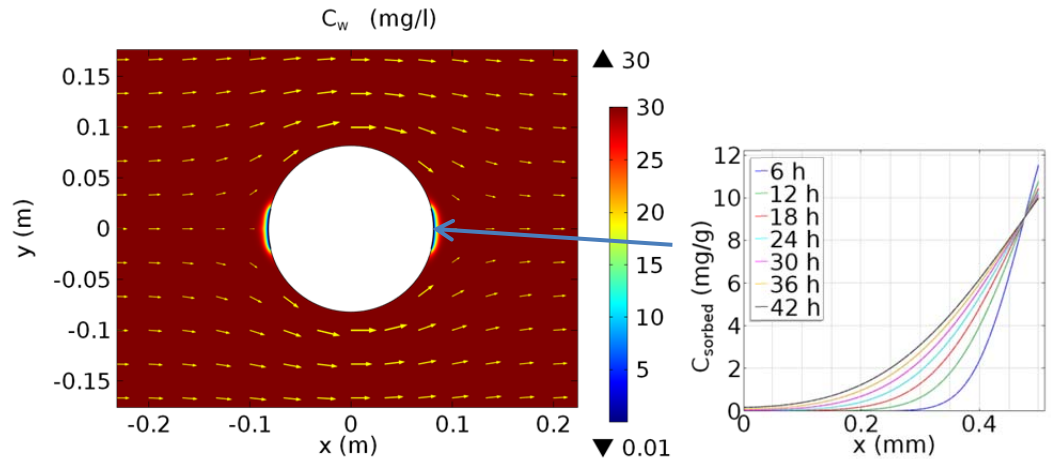 C_w (mg/l)
0.15
0.1
0.05
0
-0.05
-0.1
-0.15
y (m)
-0.2 -0.1 0 0.1 0.2
x (m)
▲ 30
30
25
20
15
10
5
▼ 0.01
12
10
8
6
4
2
0
C_sorbed (mg/g)
6 h
12 h
18 h
24 h
30 h
36 h
42 h
0 0.2 0.4
x (mm)